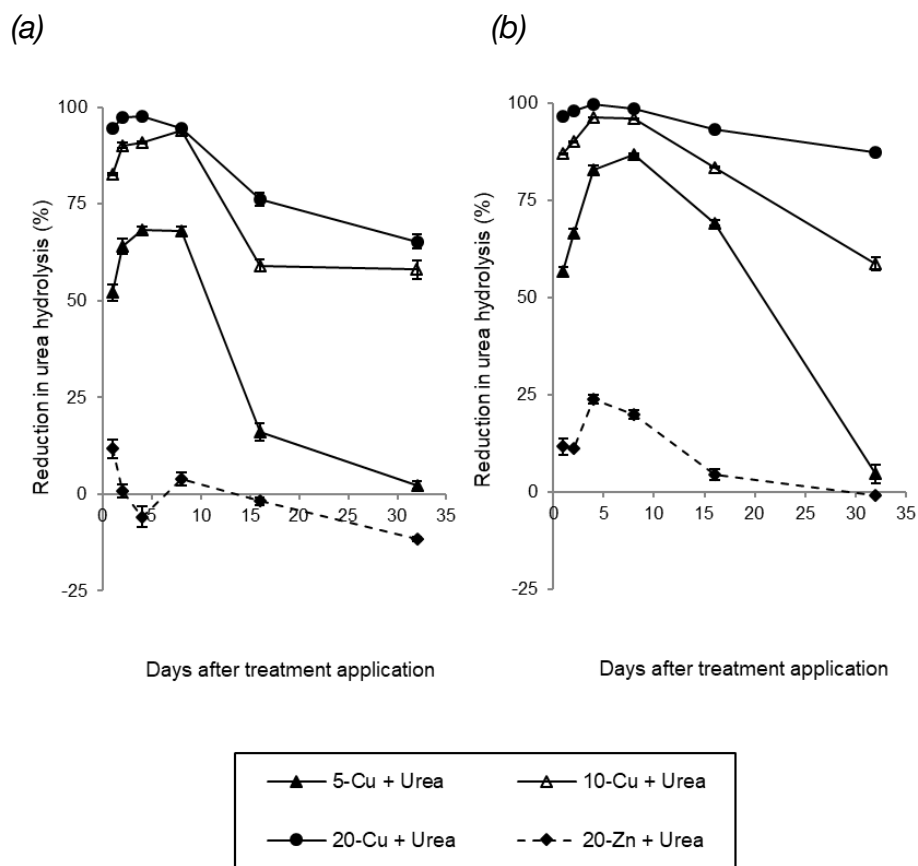 (a)
(b)
Reduction in urea hydrolysis (%)
100
75
50
25
0
-25
0 5 10 15 20 25 30 35
Days after treatment application
Reduction in urea hydrolysis (%)
100
75
50
25
0
-25
0 5 10 15 20 25 30 35
Days after treatment application
5-Cu + Urea
10-Cu + Urea
20-Cu + Urea
20-Zn + Urea